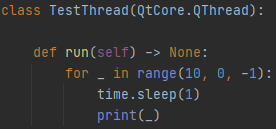 class TestThread(QtCore.QThread):
    def run(self) -> None:
        for _ in range(10, 0, -1):
            time.sleep(1)
            print(_)